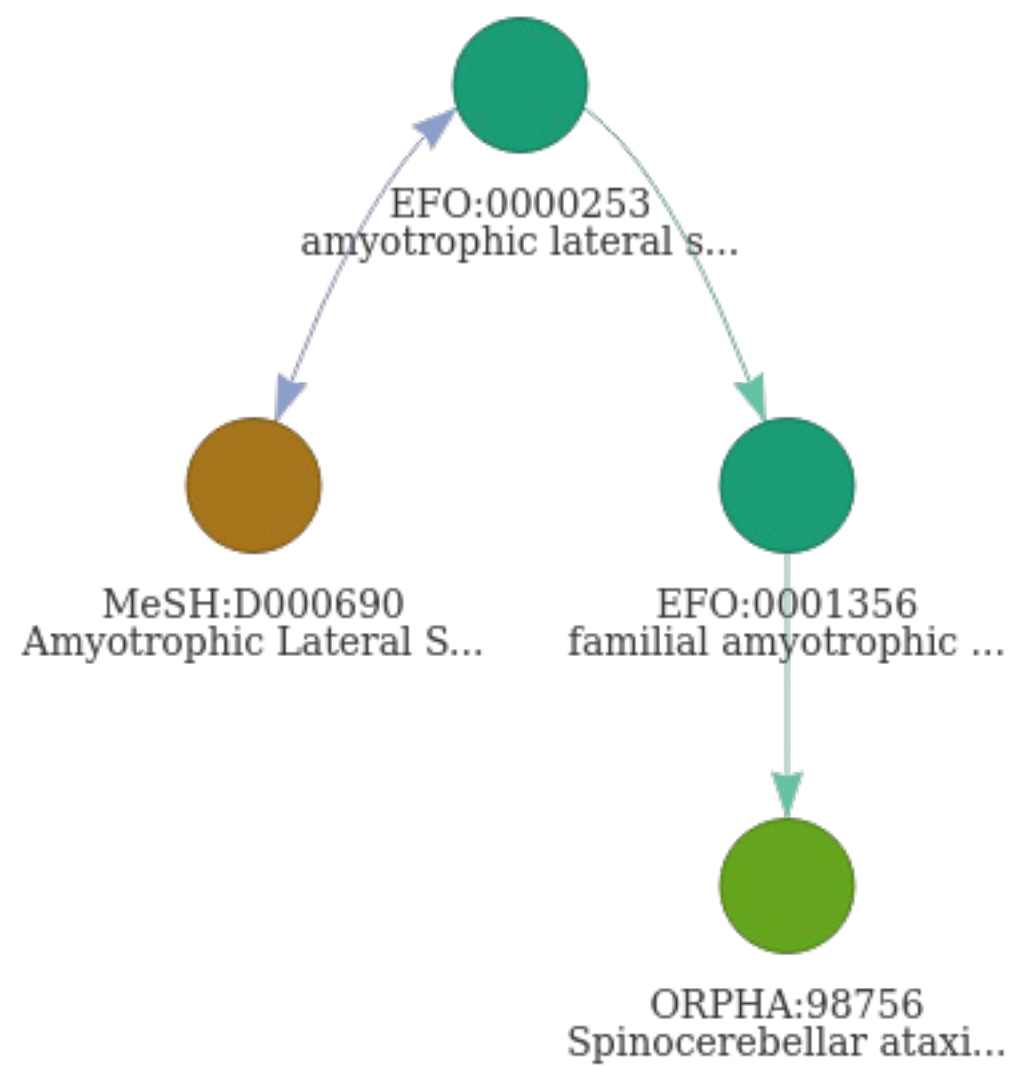 EFO:0000253
amyotrophic lateral s...
MeSH:D000690
Amyotrophic Lateral S...
EFO:0001356
familial amyotrophic ...
ORPHA:98756
Spinocerebellar ataxi...